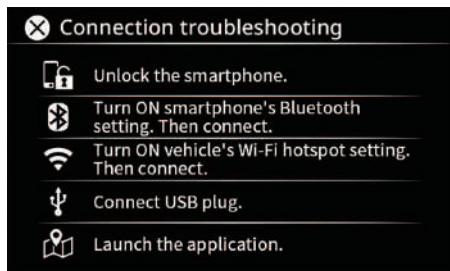 Connection troubleshooting
Unlock the smartphone.
Turn ON smartphone's Bluetooth
setting. Then connect.
Turn ON vehicle's Wi-Fi hotspot setting.
Then connect.
Connect USB plug.
Launch the application.